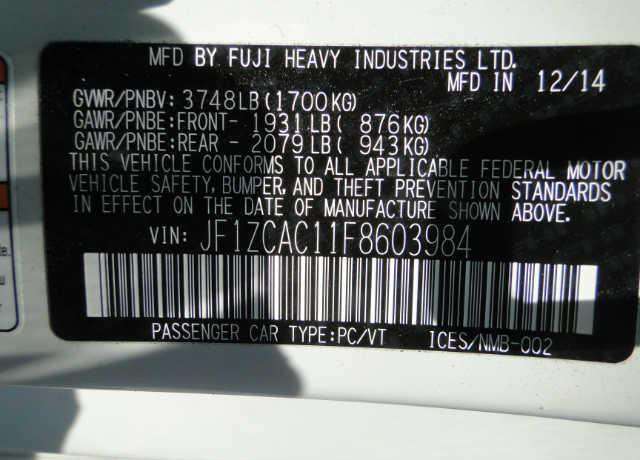 MFD BY FUJI HEAVY INDUSTRIES LTD.
MFD IN 12/14
GVWR/PNBV: 3748LB(1700KG)
GAWR/PNBE:FRONT- 1931LB( 876KG)
GAWR/PNBE:REAR - 2079LB( 943KG)
THIS VEHICLE CONFORMS TO ALL APPLICABLE FEDERAL MOTOR
VEHICLE SAFETY, BUMPER, AND THEFT PREVENTION STANDARDS
IN EFFECT ON THE DATE OF MANUFACTURE SHOWN ABOVE.
VIN: JF1ZCAC11F8603984
PASSENGER CAR TYPE:PC/VT ICES/NMB-002